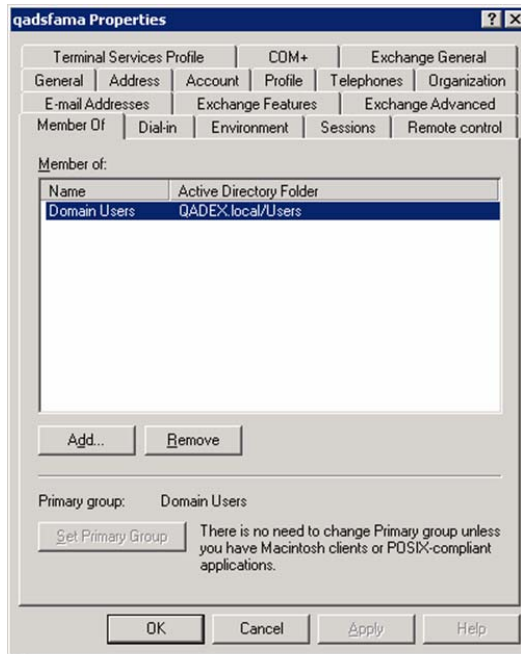 qadsfama Properties
Terminal Services Profile COM+ Exchange General
General Address Account Profile Telephones Organization
E-mail Addresses Exchange Features Exchange Advanced
Member Of Dial-in Environment Sessions Remote control
Member of:
Name Active Directory Folder
Domain Users QADEX.local/Users
Add... Remove
Primary group: Domain Users
Set Primary Group
There is no need to change Primary group unless
you have Macintosh clients or POSIX-compliant
applications.
OK Cancel Apply Help